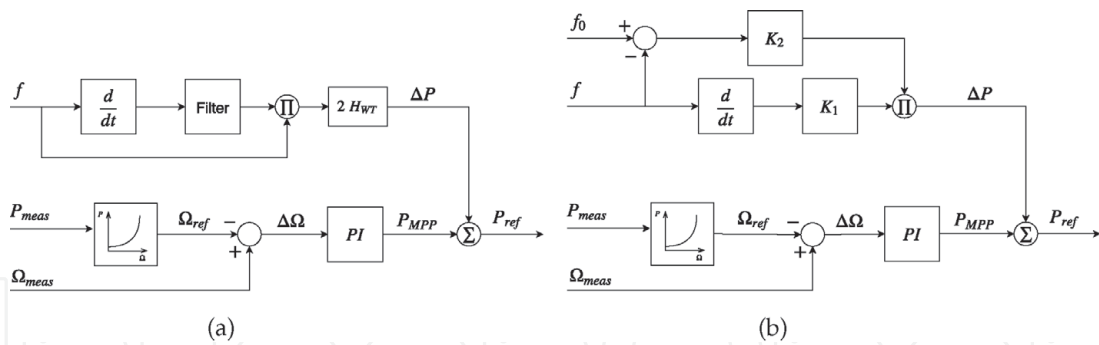 f
d
dt
Filter
Π
2 H_WT
ΔP
P_meas
P
Ω
Ω_ref
−
+
ΔΩ
PI
P_MPP
Σ
P_ref
Ω_meas
(a)
f_0
+
−
K_2
f
d
dt
K_1
Π
ΔP
P_meas
P
Ω
Ω_ref
−
+
ΔΩ
PI
P_MPP
Σ
P_ref
Ω_meas
(b)